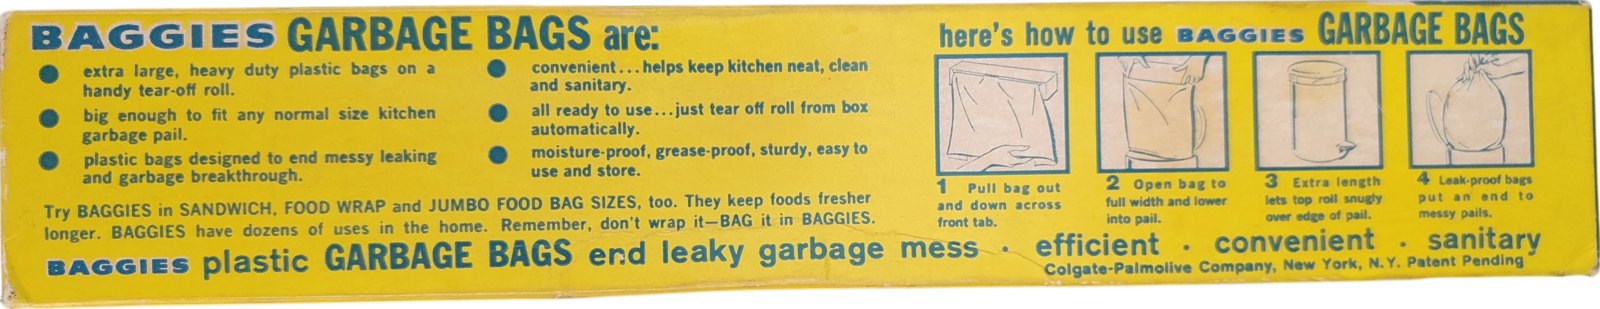 BAGGIES GARBAGE BAGS are:
extra large, heavy duty plastic bags on a
handy tear-off roll.
big enough to fit any normal size kitchen
garbage pail.
plastic bags designed to end messy leaking
and garbage breakthrough.
convenient...helps keep kitchen neat, clean
and sanitary.
all ready to use...just tear off roll from box
automatically.
moisture-proof, grease-proof, sturdy, easy to
use and store.
Try BAGGIES in SANDWICH, FOOD WRAP and JUMBO FOOD BAG SIZES, too. They keep foods fresher
longer. BAGGIES have dozens of uses in the home. Remember, don't wrap it—BAG it in BAGGIES.
here's how to use BAGGIES GARBAGE BAGS
1 Pull bag out
and down across
front tab.
2 Open bag to
full width and lower
into pail.
3 Extra length
lets top roll snugly
over edge of pail.
4 Leak-proof bags
put an end to
messy pails.
BAGGIES plastic GARBAGE BAGS end leaky garbage mess · efficient · convenient · sanitary
Colgate-Palmolive Company, New York, N.Y. Patent Pending